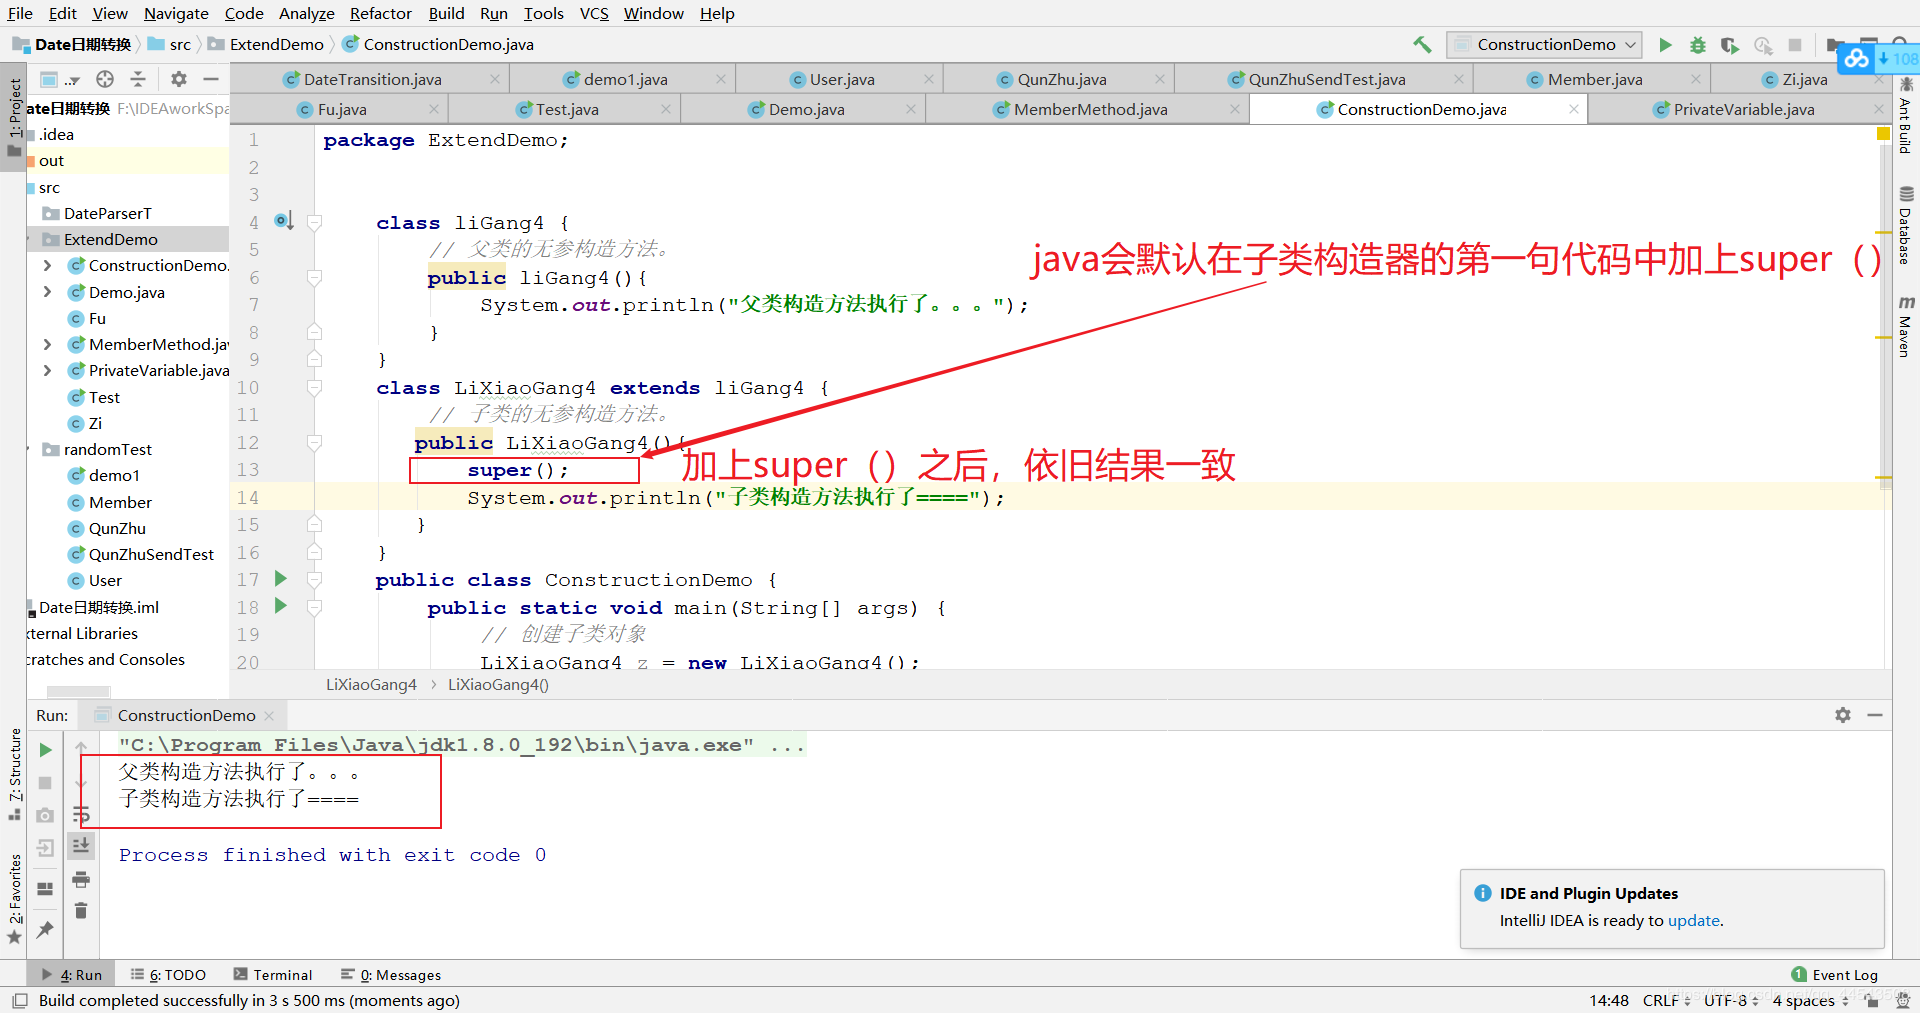 File Edit View Navigate Code Analyze Refactor Build Run Tools VCS Window Help
Date日期转换 src ExtendDemo ConstructionDemo.java
ConstructionDemo
108
DateTransition.java demo1.java User.java QunZhu.java QunZhuSendTest.java Member.java Zi.java
Fu.java Test.java Demo.java MemberMethod.java ConstructionDemo.java PrivateVariable.java
1: Project
7: Structure
2: Favorites
Ant Build
Database
Maven
ate日期转换 F:\IDEAworkSpa
.idea
out
src
DateParserT
ExtendDemo
ConstructionDemo.
Demo.java
Fu
MemberMethod.jav
PrivateVariable.java
Test
Zi
randomTest
demo1
Member
QunZhu
QunZhuSendTest
User
Date日期转换.iml
xternal Libraries
cratches and Consoles
1 package ExtendDemo;
2
3
4 class liGang4 {
5 // 父类的无参构造方法。
6 public liGang4(){
7 System.out.println("父类构造方法执行了。。。");
8 }
9 }
10 class LiXiaoGang4 extends liGang4 {
11 // 子类的无参构造方法。
12 public LiXiaoGang4(){
13 super();
14 System.out.println("子类构造方法执行了====");
15 }
16 }
17 public class ConstructionDemo {
18 public static void main(String[] args) {
19 // 创建子类对象
20 LiXiaoGang4 z = new LiXiaoGang4();
java会默认在子类构造器的第一句代码中加上super（）
加上super（）之后，依旧结果一致
LiXiaoGang4 › LiXiaoGang4()
Run: ConstructionDemo
"C:\Program Files\Java\jdk1.8.0_192\bin\java.exe" ...
父类构造方法执行了。。。
子类构造方法执行了====
Process finished with exit code 0
IDE and Plugin Updates
IntelliJ IDEA is ready to update.
4: Run 6: TODO Terminal 0: Messages
1 Event Log
Build completed successfully in 3 s 500 ms (moments ago)
14:48 CRLF UTF-8 4 spaces